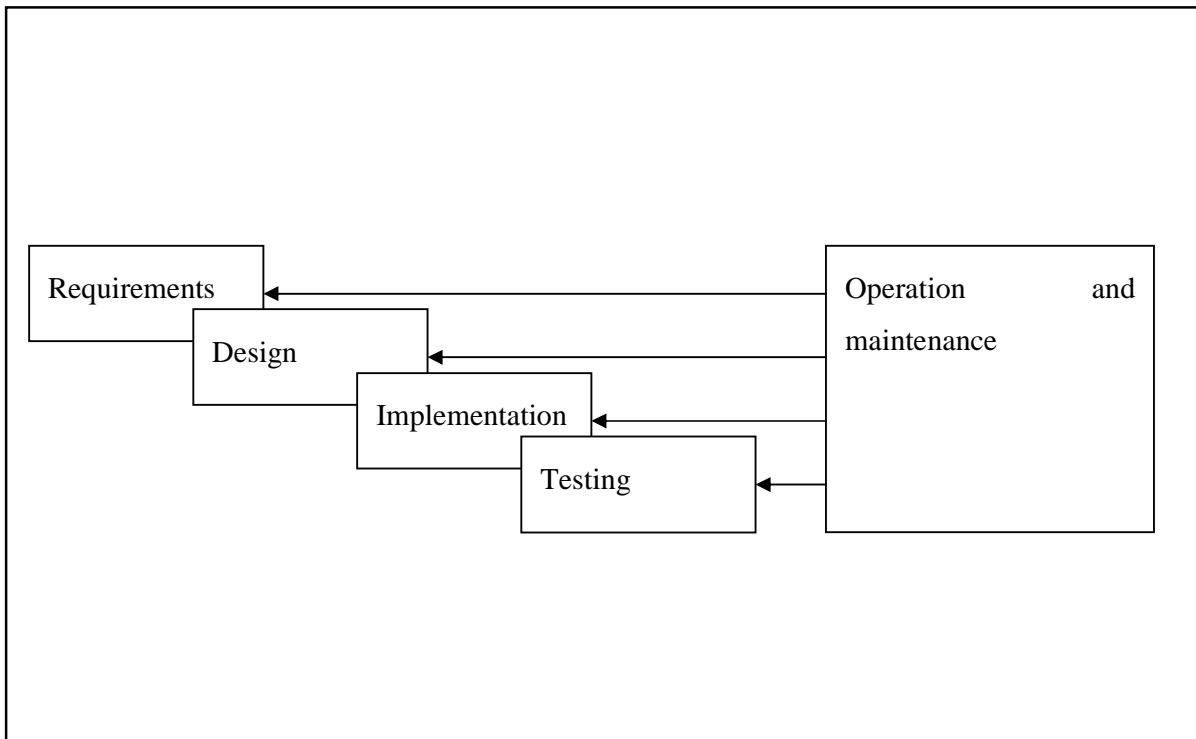 Requirements
Operation and
maintenance
Design
Implementation
Testing